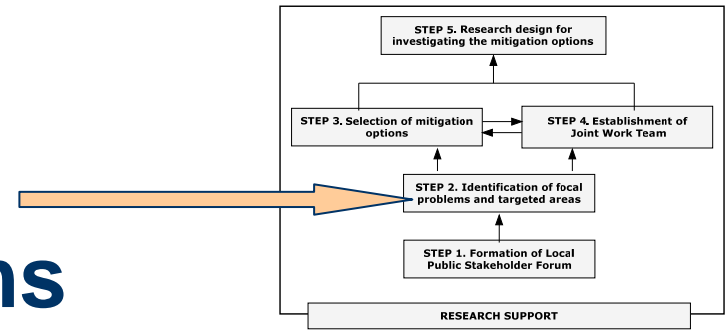 STEP 5. Research design for
investigating the mitigation options
STEP 3. Selection of mitigation
options
STEP 4. Establishment of
Joint Work Team
STEP 2. Identification of focal
problems and targeted areas
STEP 1. Formation of Local
Public Stakeholder Forum
ns
RESEARCH SUPPORT